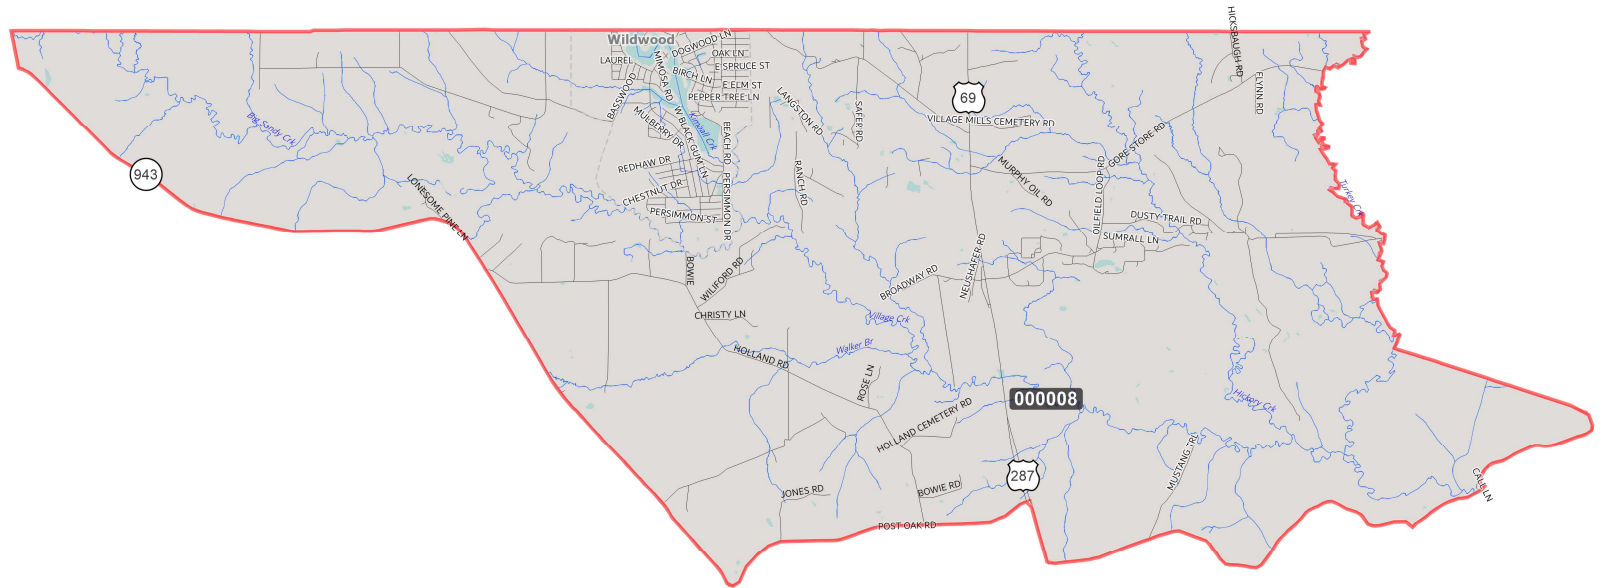 HICKSBAUGH RD
Wildwood
DOGWOOD LN
OAK LN
LAUREL
E SPRUCE ST
MIMOSA RD
BIRCH LN
FLYNN RD
BASSWOOD
E ELM ST
PEPPER TREE LN
69
LANGSTON RD
SAFER RD
Big Sandy Crk
MULBERRY DR
W BLACK GUM LN
Kimball Crk
BEACH RD
VILLAGE MILLS CEMETERY RD
GORE STORE RD
943
REDHAW DR
RANCH RD
MURPHY OIL RD
OILFIELD LOOP RD
Turkey Crk
LONESOME PINE LN
CHESTNUT DR
PERSIMMON DR
PERSIMMON ST
DUSTY TRAIL RD
SUMRALL LN
BOWIE
WILIFORD RD
BROADWAY RD
NEUSHAFER RD
CHRISTY LN
Village Crk
HOLLAND RD
Walker Br
ROSE LN
000008
Hickory Crk
HOLLAND CEMETERY RD
MUSTANG TRL
287
CALL LN
JONES RD
BOWIE RD
POST OAK RD